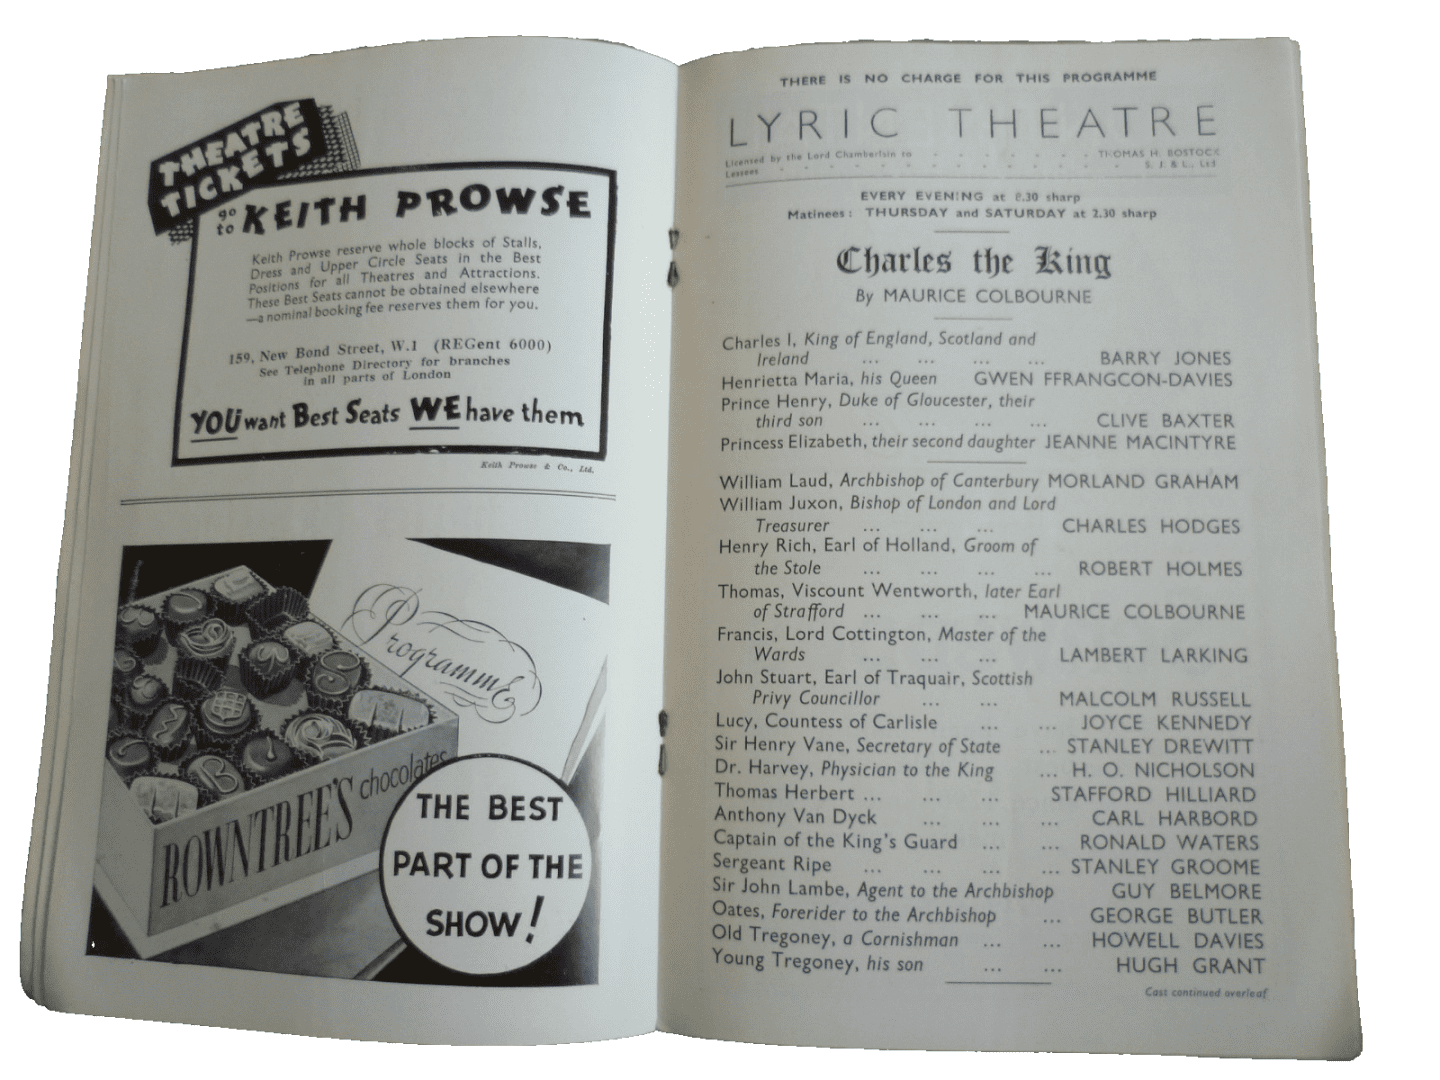 THEATRE
TICKETS
go
to KEITH PROWSE
Keith Prowse reserve whole blocks of Stalls,
Dress and Upper Circle Seats in the Best
Positions for all Theatres and Attractions.
These Best Seats cannot be obtained elsewhere
—a nominal booking fee reserves them for you.
159, New Bond Street, W.1 (REGent 6000)
See Telephone Directory for branches
in all parts of London
YOU want Best Seats WE have them
Keith Prowse & Co., Ltd.
Programme
ROWNTREE'S chocolates
THE BEST
PART OF THE
SHOW!
THERE IS NO CHARGE FOR THIS PROGRAMME
LYRIC THEATRE
Licensed by the Lord Chamberlain to - - - - - - - THOMAS H. BOSTOCK
Lessees - - - - - - - - - S. J. & L., Ltd.
EVERY EVENING at 8.30 sharp
Matinees: THURSDAY and SATURDAY at 2.30 sharp
Charles the King
By MAURICE COLBOURNE
Charles I, King of England, Scotland and
Ireland ... ... ... ... BARRY JONES
Henrietta Maria, his Queen GWEN FFRANGCON-DAVIES
Prince Henry, Duke of Gloucester, their
third son ... ... ... ... CLIVE BAXTER
Princess Elizabeth, their second daughter JEANNE MACINTYRE
William Laud, Archbishop of Canterbury MORLAND GRAHAM
William Juxon, Bishop of London and Lord
Treasurer ... ... ... CHARLES HODGES
Henry Rich, Earl of Holland, Groom of
the Stole ... ... ... ... ROBERT HOLMES
Thomas, Viscount Wentworth, later Earl
of Strafford ... ... ... MAURICE COLBOURNE
Francis, Lord Cottington, Master of the
Wards ... ... ... LAMBERT LARKING
John Stuart, Earl of Traquair, Scottish
Privy Councillor ... ... MALCOLM RUSSELL
Lucy, Countess of Carlisle ... ... JOYCE KENNEDY
Sir Henry Vane, Secretary of State ... STANLEY DREWITT
Dr. Harvey, Physician to the King ... H. O. NICHOLSON
Thomas Herbert ... ... ... STAFFORD HILLIARD
Anthony Van Dyck ... ... ... CARL HARBORD
Captain of the King's Guard ... ... RONALD WATERS
Sergeant Ripe ... ... ... ... STANLEY GROOME
Sir John Lambe, Agent to the Archbishop GUY BELMORE
Oates, Forerider to the Archbishop ... GEORGE BUTLER
Old Tregoney, a Cornishman ... ... HOWELL DAVIES
Young Tregoney, his son ... ... HUGH GRANT
Cast continued overleaf